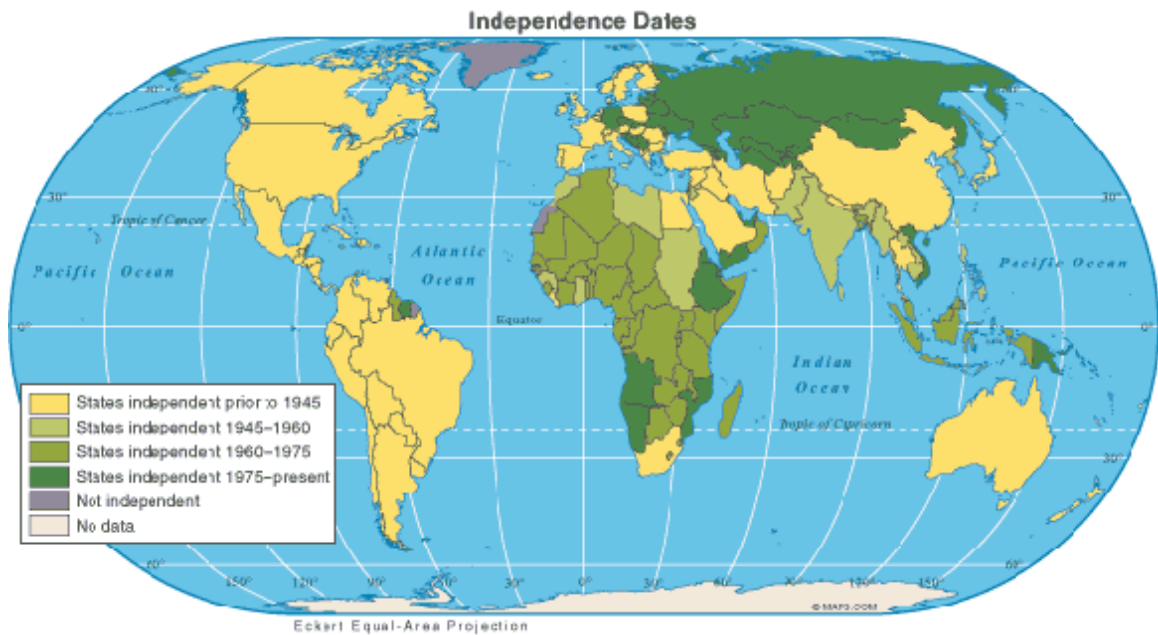 Independence Dates
60°
60°
30°
Tropic of Cancer
Atlantic
Ocean
Pacific Ocean
Pacific Ocean
0°
Equator
0°
Indian
Ocean
States independent prior to 1945
States independent 1945–1960
States independent 1960–1975
States independent 1975–present
Not independent
No data
Tropic of Capricorn
30°
60°
60°
150°
120°
90°
30°
0°
30°
60°
150°
© MAPS.COM
Eckert Equal-Area Projection